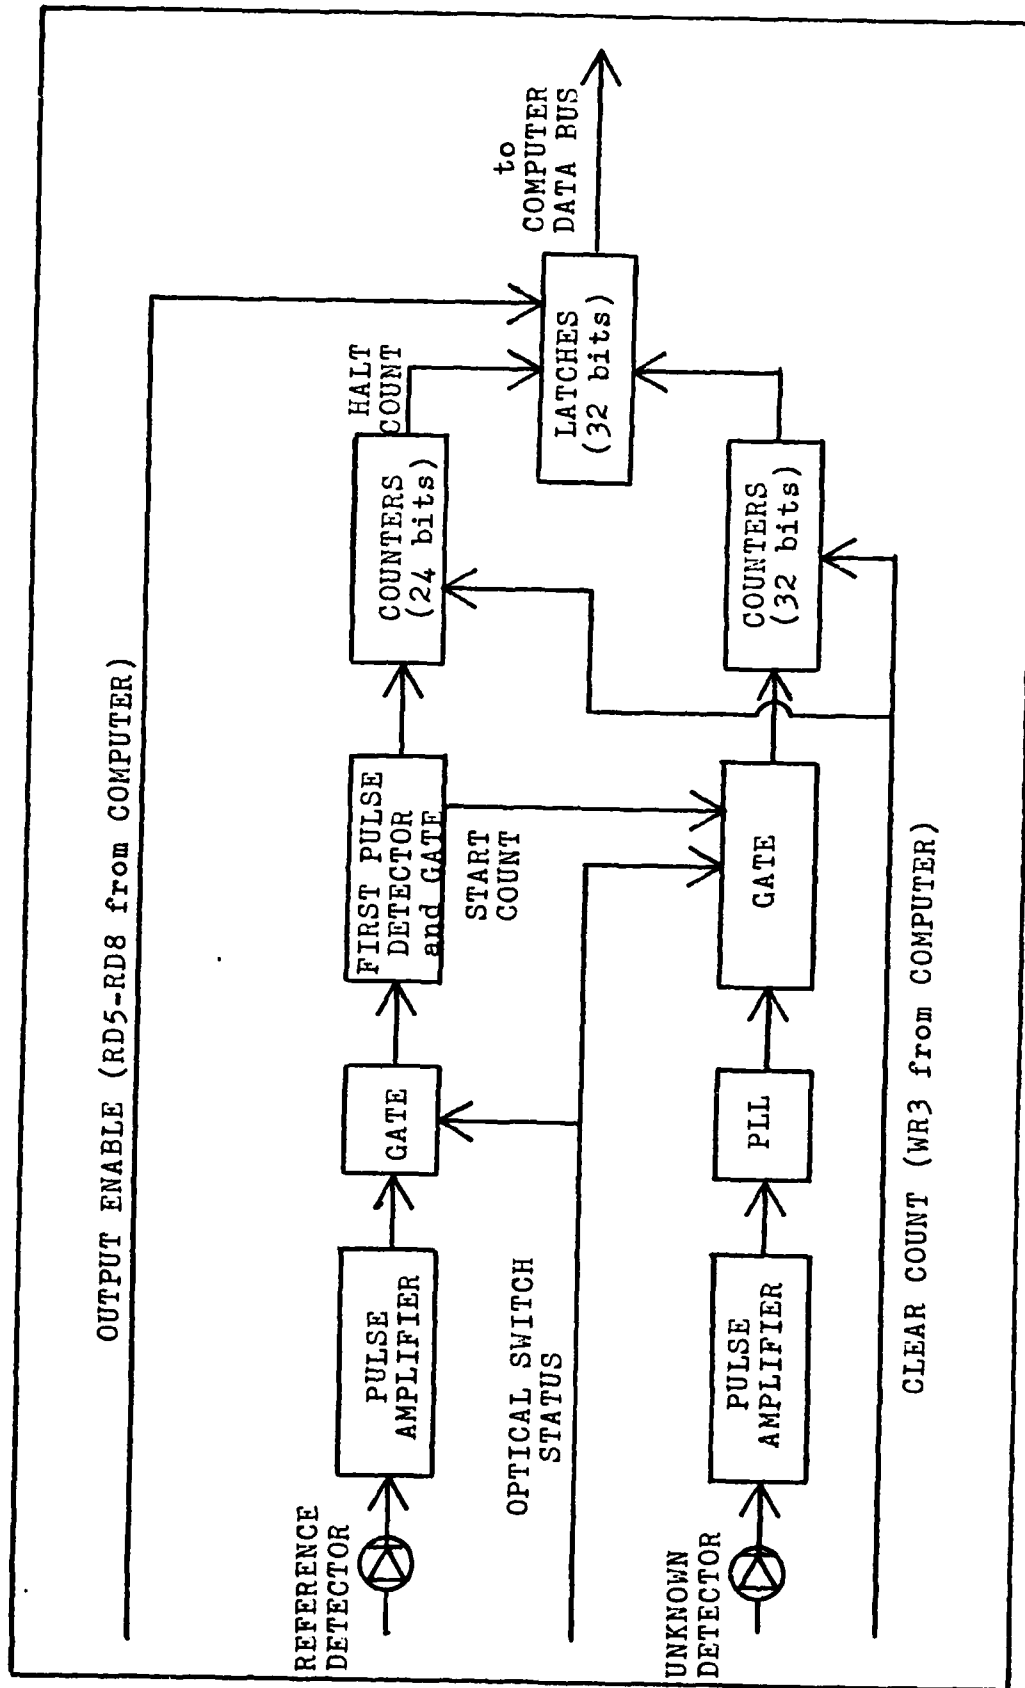 OUTPUT ENABLE (RD5-RD8 from COMPUTER)
REFERENCE
DETECTOR
PULSE
AMPLIFIER
GATE
FIRST PULSE
DETECTOR
and GATE
START
COUNT
COUNTERS
(24 bits)
HALT
COUNT
LATCHES
(32 bits)
to
COMPUTER
DATA BUS
OPTICAL SWITCH
STATUS
UNKNOWN
DETECTOR
PULSE
AMPLIFIER
PLL
GATE
COUNTERS
(32 bits)
CLEAR COUNT (WR3 from COMPUTER)